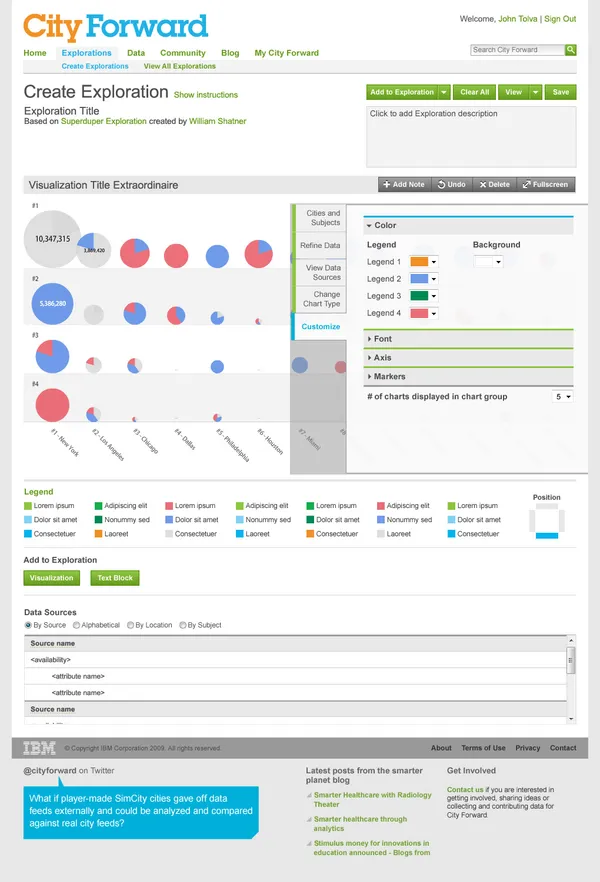 City Forward
Welcome, John Tolva | Sign Out
Home Explorations Data Community Blog My City Forward
Search City Forward
Create Explorations View All Explorations
Create Exploration Show instructions
Add to Exploration Clear All View Save
Exploration Title
Based on Superduper Exploration created by William Shatner
Click to add Exploration description
Visualization Title Extraordinaire
Add Note Undo Delete Fullscreen
#1
10,347,315
3,869,420
#2
5,386,280
#3
#4
#1 - New York
#2 - Los Angeles
#3 - Chicago
#4 - Dallas
#5 - Philadelphia
#6 - Houston
#7 - Miami
#8
Cities and
Subjects
Refine Data
View Data
Sources
Change
Chart Type
Customize
Color
Legend Background
Legend 1
Legend 2
Legend 3
Legend 4
Font
Axis
Markers
# of charts displayed in chart group 5
Legend
Lorem ipsum Adipiscing elit Lorem ipsum Adipiscing elit Lorem ipsum Adipiscing elit Lorem ipsum
Dolor sit amet Nonummy sed Dolor sit amet Nonummy sed Dolor sit amet Nonummy sed Dolor sit amet
Consectetuer Laoreet Consectetuer Laoreet Consectetuer Laoreet Consectetuer
Position
Add to Exploration
Visualization Text Block
Data Sources
By Source Alphabetical By Location By Subject
Source name
<availability>
<attribute name>
<attribute name>
Source name
IBM © Copyright IBM Corporation 2009. All rights reserved. About Terms of Use Privacy Contact
@cityforward on Twitter
What if player-made SimCity cities gave off data
feeds externally and could be analyzed and compared
against real city feeds?
Latest posts from the smarter
planet blog
Smarter Healthcare with Radiology
Theater
Smarter healthcare through
analytics
Stimulus money for innovations in
education announced - Blogs from
Get Involved
Contact us if you are interested in
getting involved, sharing ideas or
collecting and contributing data for
City Forward